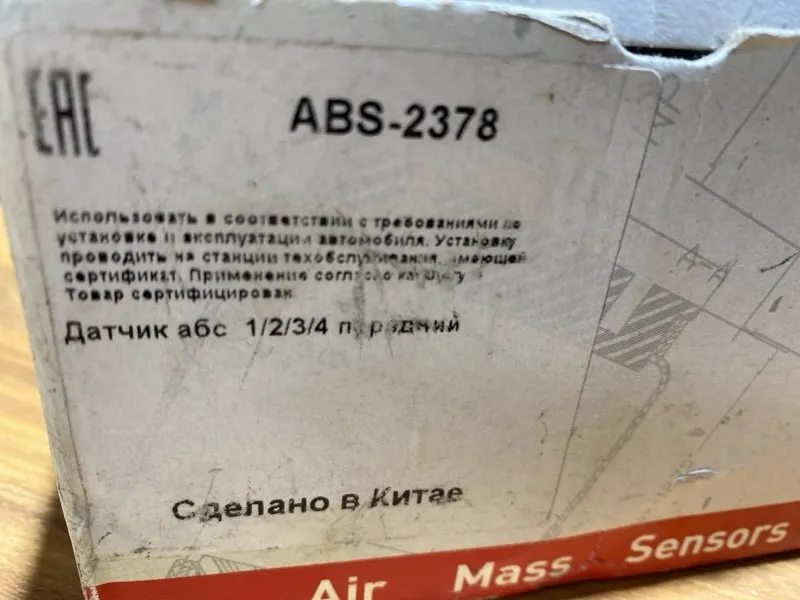 EAC
ABS-2378
Использовать в соответствии с требованиями по
установке и эксплуатации автомобиля. Установку
проводить на станции техобслуживания, имеющей
сертификат. Применение согласно каталогу
Товар сертифицирован
Датчик абс 1/2/3/4 передний
Сделано в Китае
A-A
Air Mass Sensors